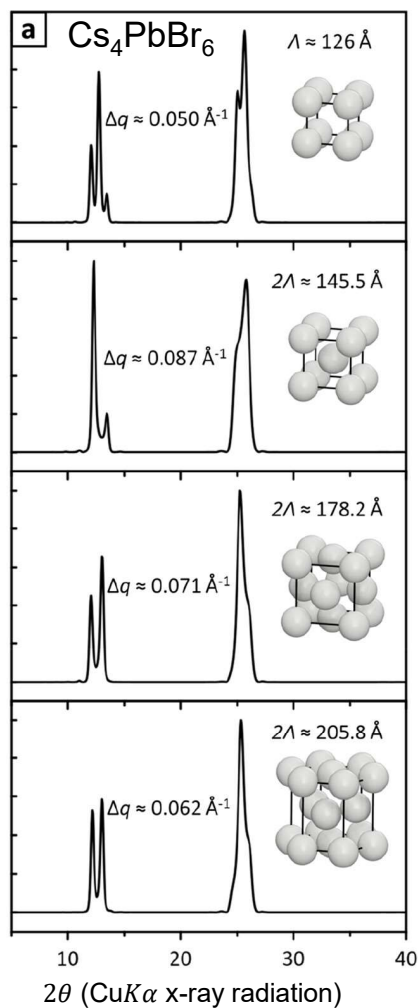 a
Cs₄PbBr₆
Λ ≈ 126 Å
Δq ≈ 0.050 Å⁻¹
2Λ ≈ 145.5 Å
Δq ≈ 0.087 Å⁻¹
2Λ ≈ 178.2 Å
Δq ≈ 0.071 Å⁻¹
2Λ ≈ 205.8 Å
Δq ≈ 0.062 Å⁻¹
10 20 30 40
2θ (CuKα x-ray radiation)